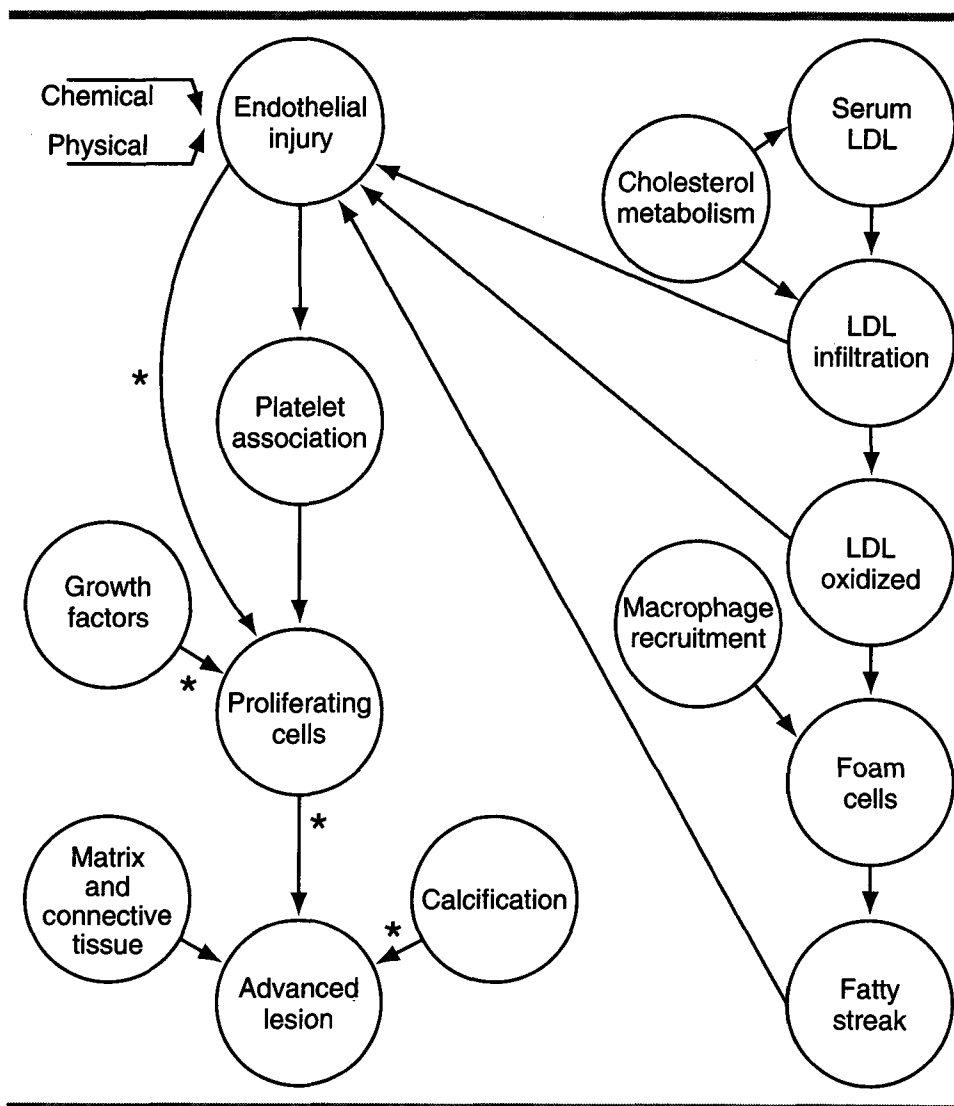 Chemical
Physical
Endothelial
injury
Serum
LDL
Cholesterol
metabolism
LDL
infiltration
*
Platelet
association
LDL
oxidized
Growth
factors
*
Macrophage
recruitment
Proliferating
cells
Foam
cells
*
Matrix
and
connective
tissue
Calcification
*
Advanced
lesion
Fatty
streak